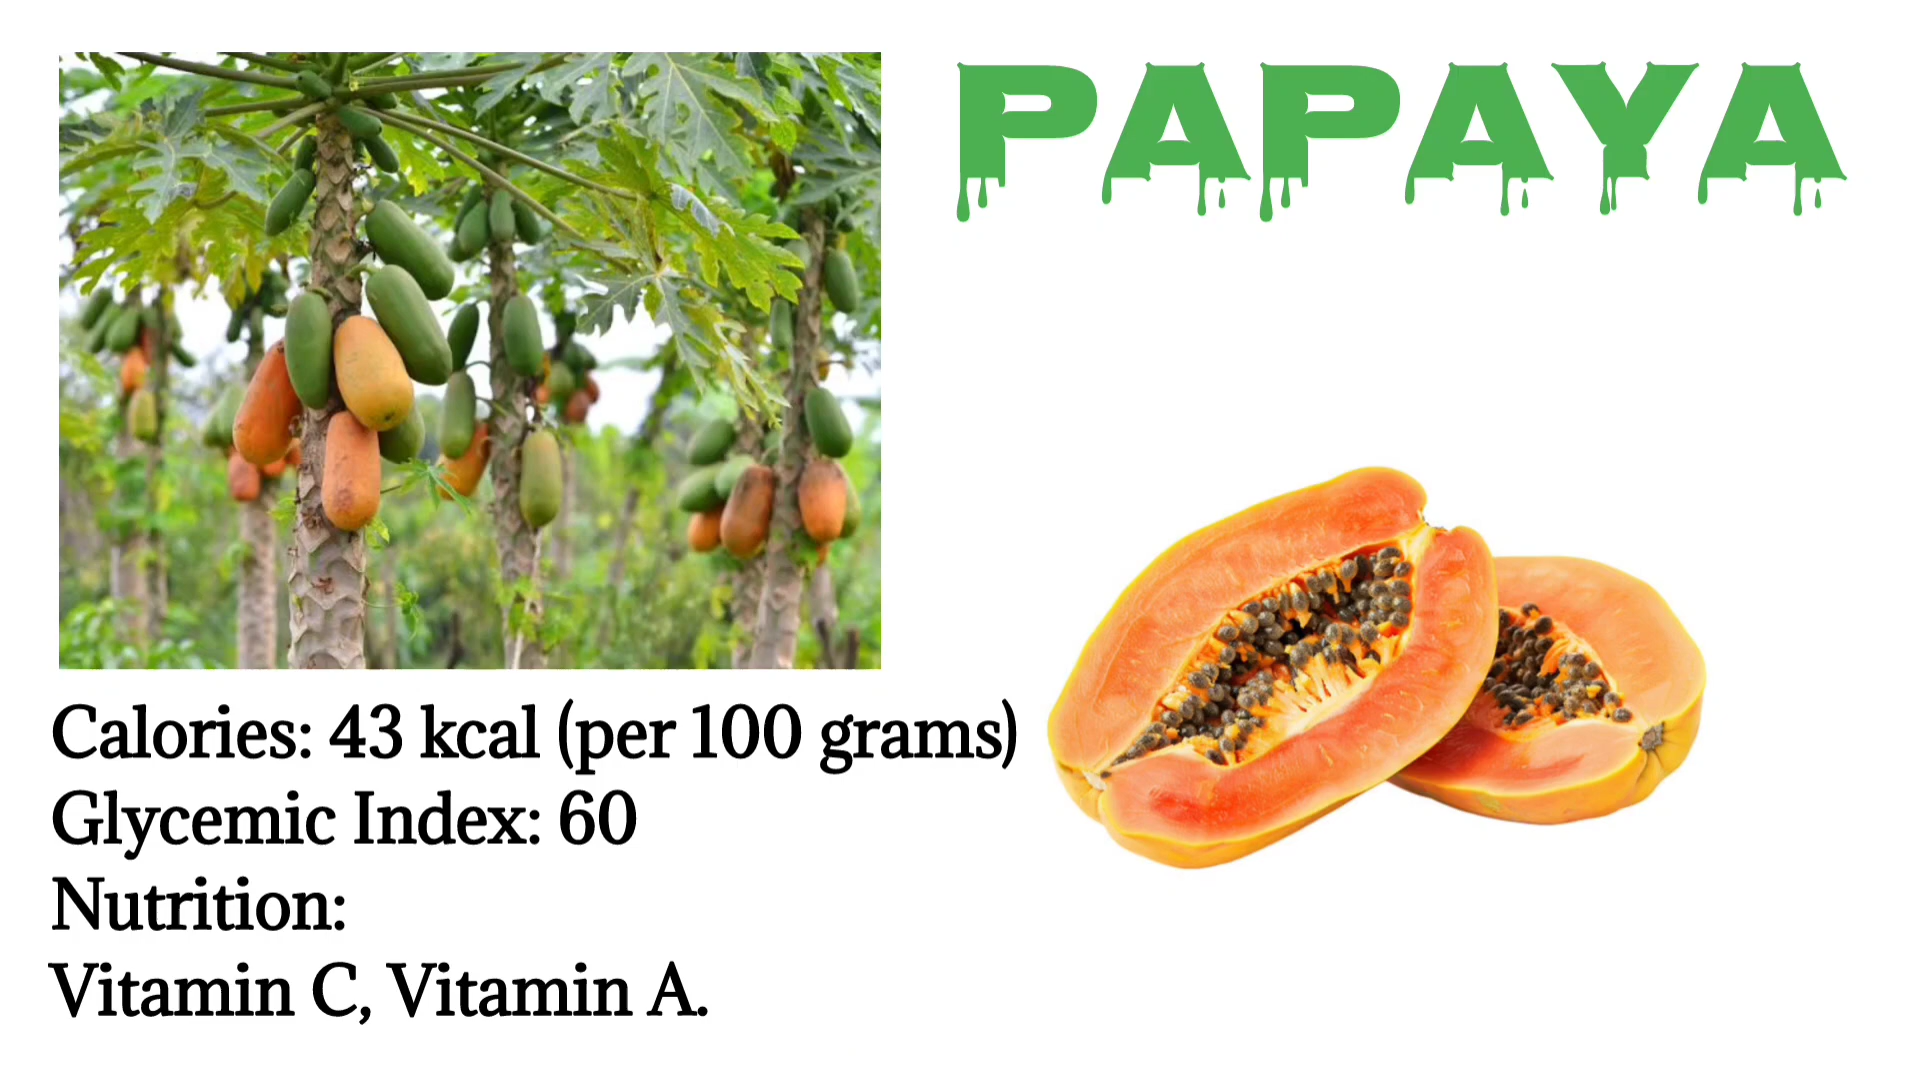 PAPAYA
Calories: 43 kcal (per 100 grams)
Glycemic Index: 60
Nutrition:
Vitamin C, Vitamin A.